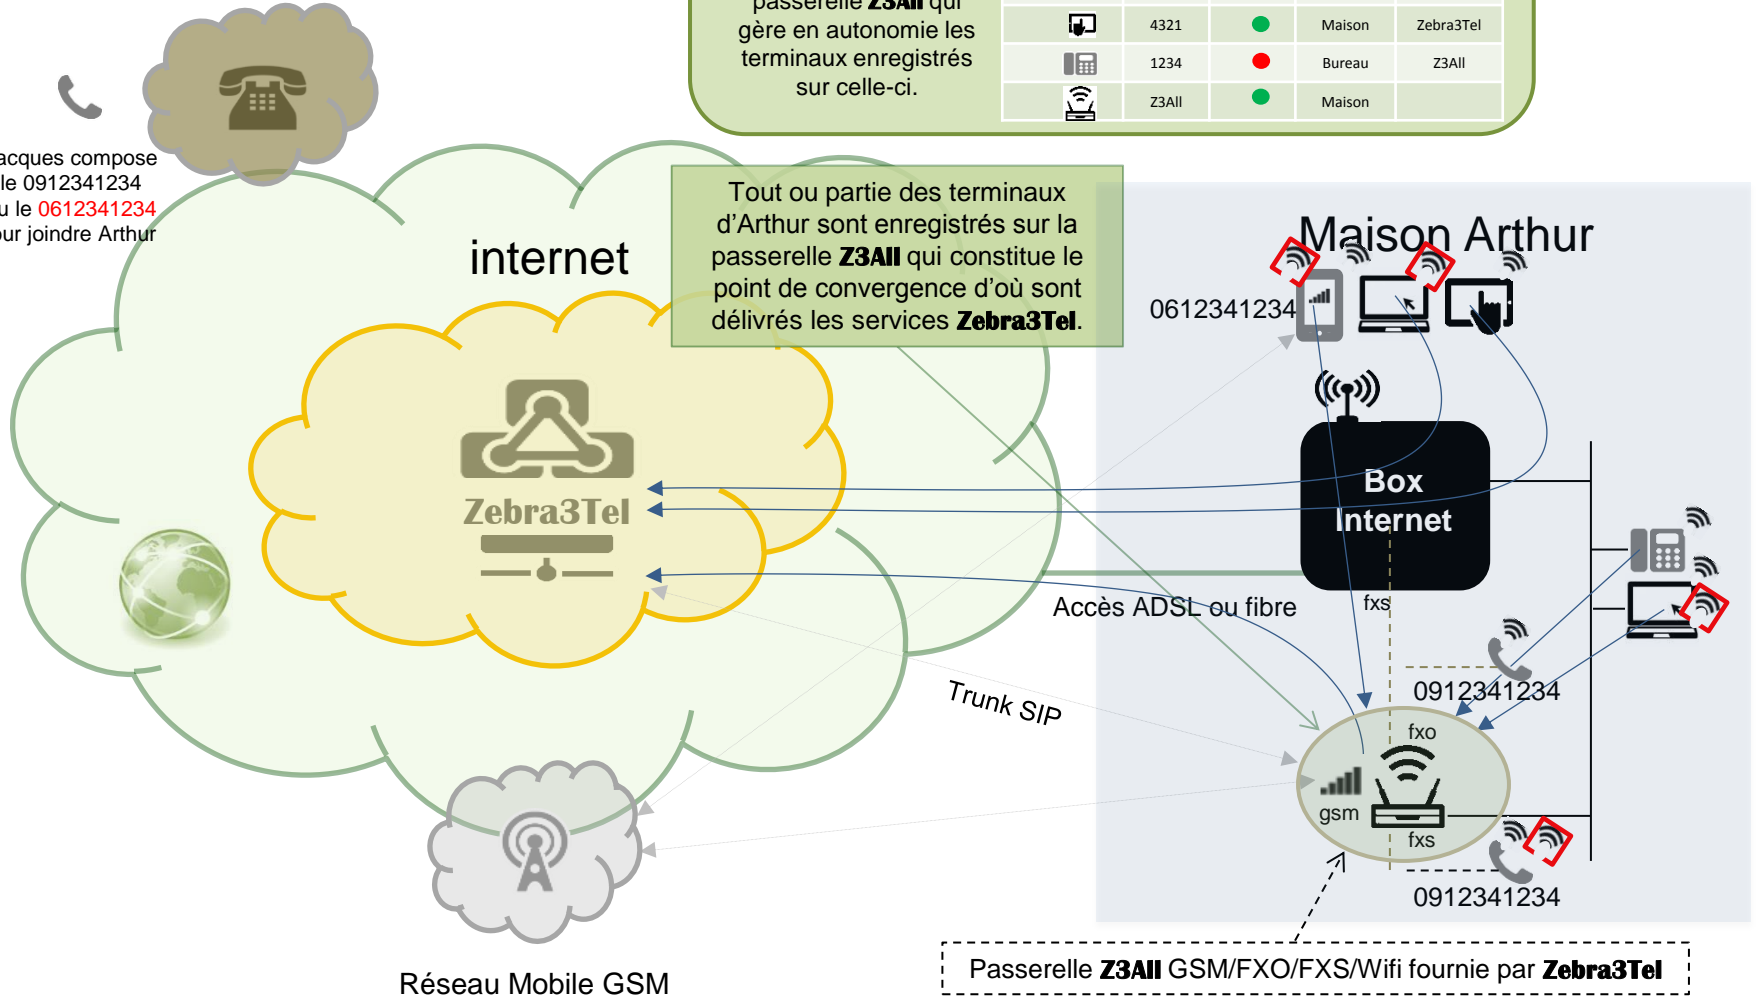 passerelle Z3All qui
gère en autonomie les
terminaux enregistrés
sur celle-ci.
4321 Maison Zebra3Tel
1234 Bureau Z3All
Z3All Maison
acques compose
le 0912341234
u le 0612341234
ur joindre Arthur
internet
Tout ou partie des terminaux
d'Arthur sont enregistrés sur la
passerelle Z3All qui constitue le
point de convergence d'où sont
délivrés les services Zebra3Tel.
Maison Arthur
0612341234
Zebra3Tel
Box
Internet
fxs
Accès ADSL ou fibre
Trunk SIP
0912341234
fxo
gsm
fxs
0912341234
Passerelle Z3All GSM/FXO/FXS/Wifi fournie par Zebra3Tel
Réseau Mobile GSM